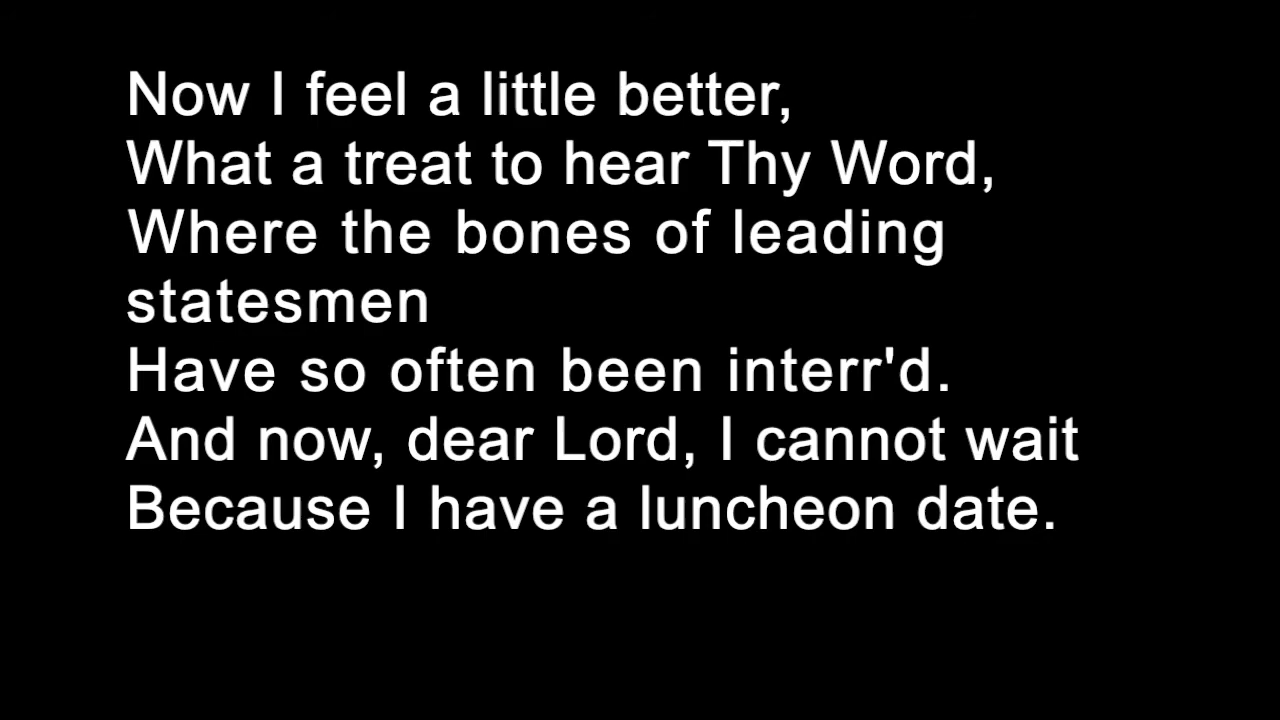 Now I feel a little better,
What a treat to hear Thy Word,
Where the bones of leading
statesmen
Have so often been interr'd.
And now, dear Lord, I cannot wait
Because I have a luncheon date.